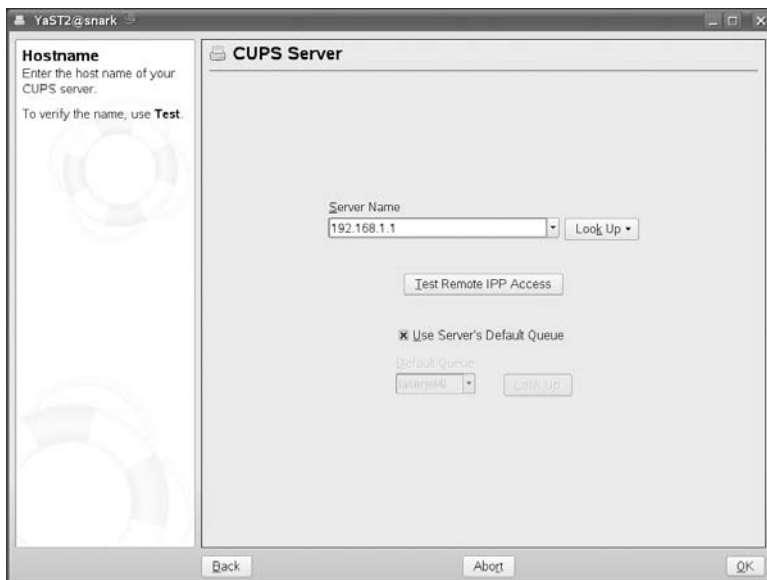 YaST2@snark
Hostname
Enter the host name of your
CUPS server.
To verify the name, use Test.
CUPS Server
Server Name
192.168.1.1
Look Up
Test Remote IPP Access
Use Server's Default Queue
Default Queue
Look Up
Back
Abort
OK